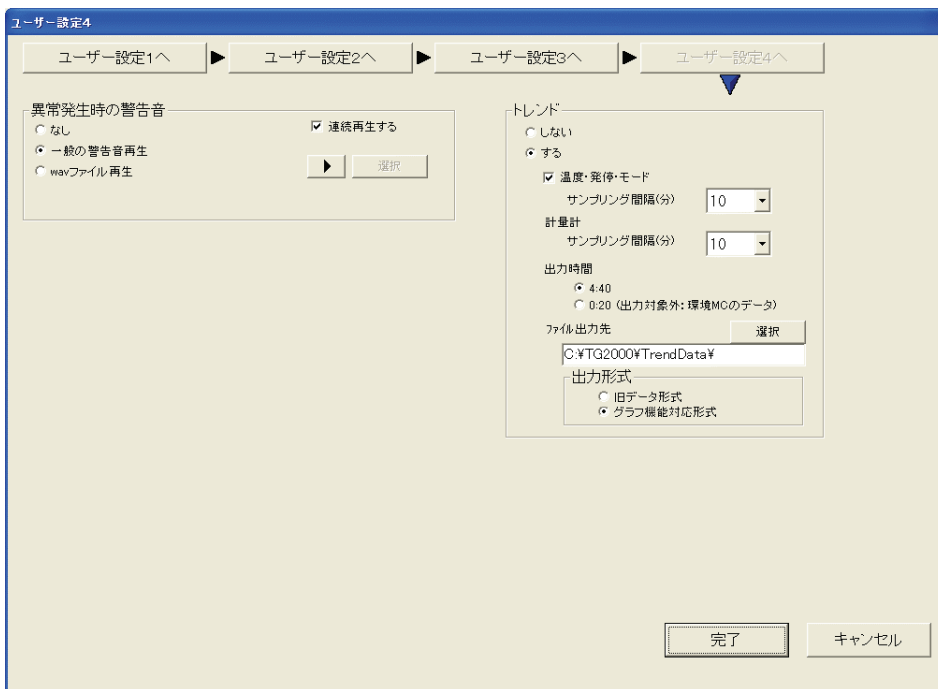 ユーザー設定4
ユーザー設定1へ ユーザー設定2へ ユーザー設定3へ ユーザー設定4へ
異常発生時の警告音
なし
連続再生する
一般の警告音再生
選択
wavファイル再生
トレンド
しない
する
温度・発停・モード
サンプリング間隔(分) 10
計量計
サンプリング間隔(分) 10
出力時間
4:40
0:20 (出力対象外: 環境MCのデータ)
ファイル出力先 選択
C:¥TG2000¥TrendData¥
出力形式
旧データ形式
グラフ機能対応形式
完了 キャンセル